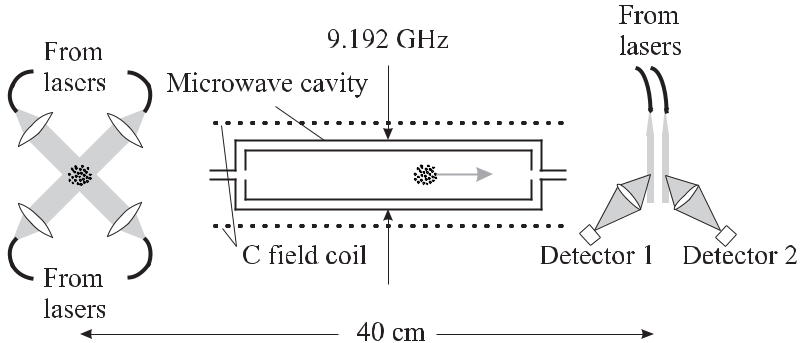 From
lasers
9.192 GHz
From
lasers
Microwave cavity
C field coil
Detector 1
Detector 2
From
lasers
40 cm